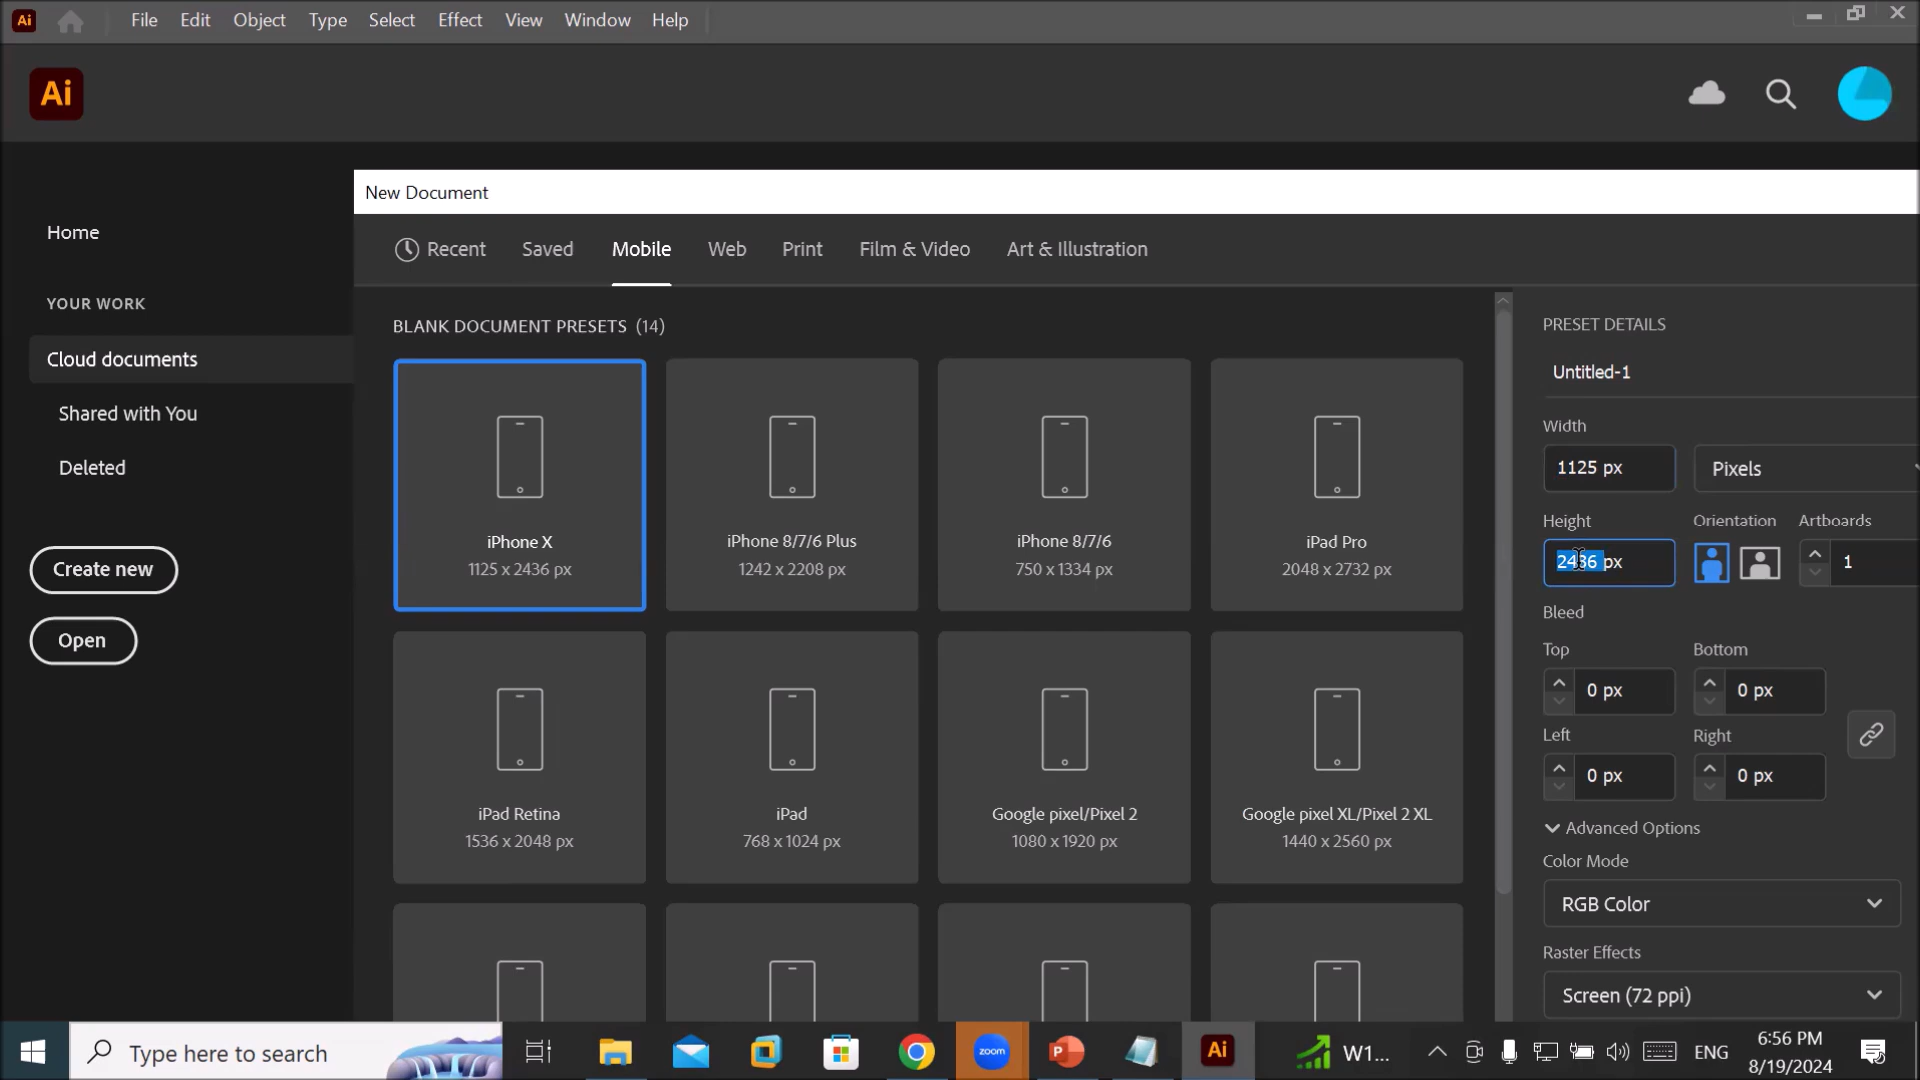 Ai File Edit Object Type Select Effect View Window Help
Ai
Home
YOUR WORK
Cloud documents
Shared with You
Deleted
Create new
Open
New Document
Recent Saved Mobile Web Print Film & Video Art & Illustration
BLANK DOCUMENT PRESETS (14)
iPhone X
1125 x 2436 px
iPhone 8/7/6 Plus
1242 x 2208 px
iPhone 8/7/6
750 x 1334 px
iPad Pro
2048 x 2732 px
iPad Retina
1536 x 2048 px
iPad
768 x 1024 px
Google pixel/Pixel 2
1080 x 1920 px
Google pixel XL/Pixel 2 XL
1440 x 2560 px
PRESET DETAILS
Untitled-1
Width
1125 px Pixels
Height Orientation Artboards
2436 px 1
Bleed
Top Bottom
0 px 0 px
Left Right
0 px 0 px
Advanced Options
Color Mode
RGB Color
Raster Effects
Screen (72 ppi)
Type here to search
zoom
P
Ai
W1...
ENG
6:56 PM
8/19/2024